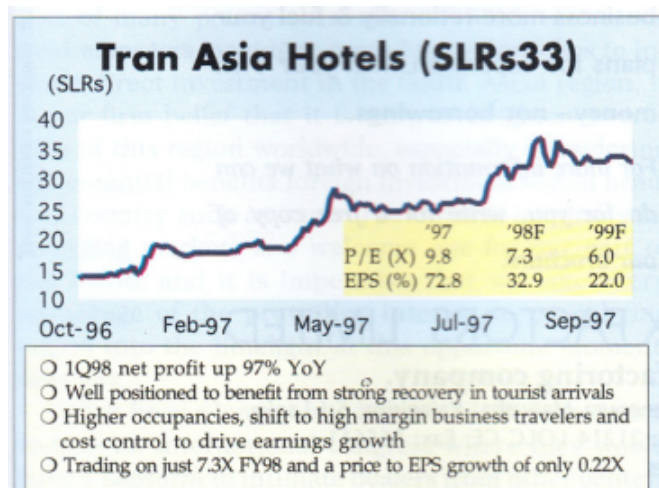 Tran Asia Hotels (SLRs33)
(SLRs)
40
35
30
25
20
15
10
'97 '98F '99F
P/E (X) 9.8 7.3 6.0
EPS (%) 72.8 32.9 22.0
Oct-96 Feb-97 May-97 Jul-97 Sep-97
❍ 1Q98 net profit up 97% YoY
❍ Well positioned to benefit from strong recovery in tourist arrivals
❍ Higher occupancies, shift to high margin business travelers and
cost control to drive earnings growth
❍ Trading on just 7.3X FY98 and a price to EPS growth of only 0.22X